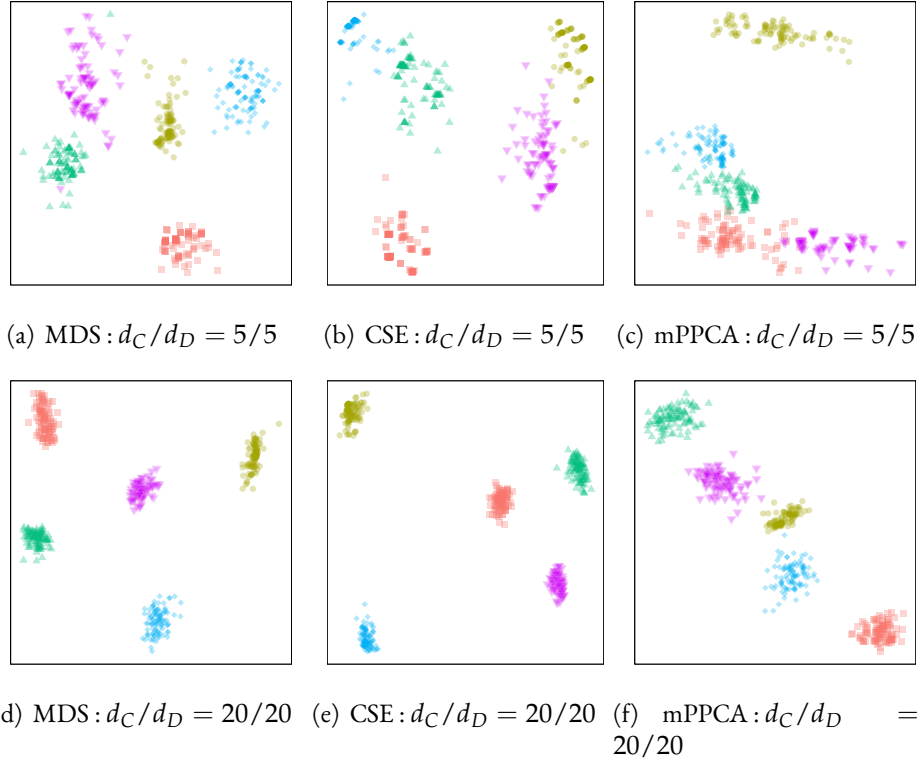 (a) MDS : d_C/d_D = 5/5 (b) CSE : d_C/d_D = 5/5 (c) mPPCA : d_C/d_D = 5/5
d) MDS : d_C/d_D = 20/20 (e) CSE : d_C/d_D = 20/20 (f) mPPCA : d_C/d_D =
20/20